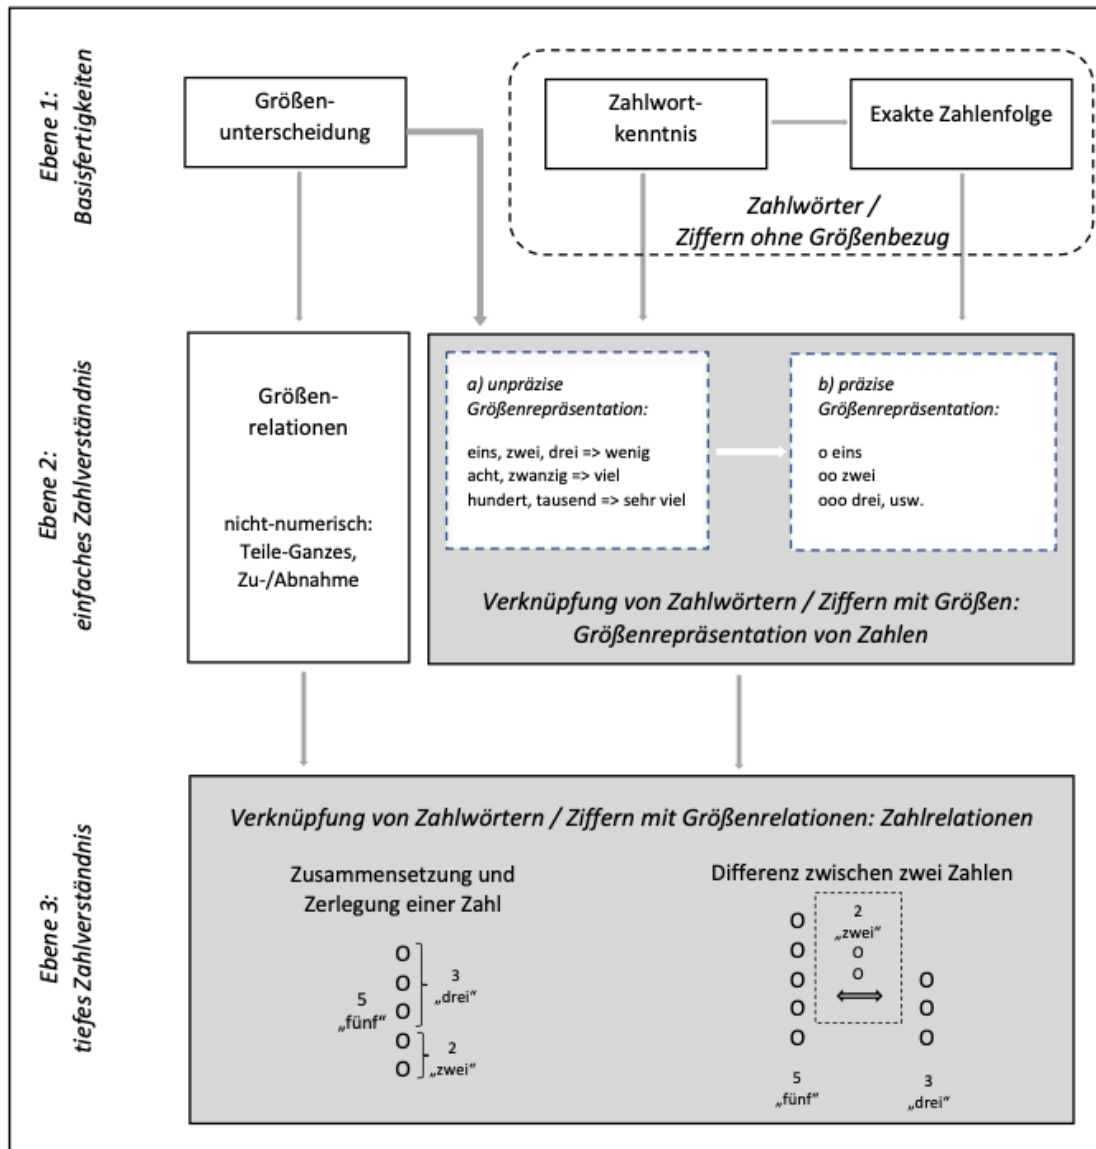 Ebene 1:
Basisfertigkeiten
Größen-
unterscheidung
Zahlwort-
kenntnis
Exakte Zahlenfolge
Zahlwörter /
Ziffern ohne Größenbezug
Ebene 2:
einfaches Zahlverständnis
Größen-
relationen
nicht-numerisch:
Teile-Ganzes,
Zu-/Abnahme
a) unpräzise
Größenrepräsentation:
eins, zwei, drei => wenig
acht, zwanzig => viel
hundert, tausend => sehr viel
b) präzise
Größenrepräsentation:
o eins
oo zwei
ooo drei, usw.
Verknüpfung von Zahlwörtern / Ziffern mit Größen:
Größenrepräsentation von Zahlen
Ebene 3:
tiefes Zahlverständnis
Verknüpfung von Zahlwörtern / Ziffern mit Größenrelationen: Zahlrelationen
Zusammensetzung und
Zerlegung einer Zahl
O
O
O
O
O
5
„fünf“
3
„drei“
2
„zwei“
Differenz zwischen zwei Zahlen
O
O
O
O
O
5
„fünf“
2
„zwei“
O
O
O
O
O
3
„drei“